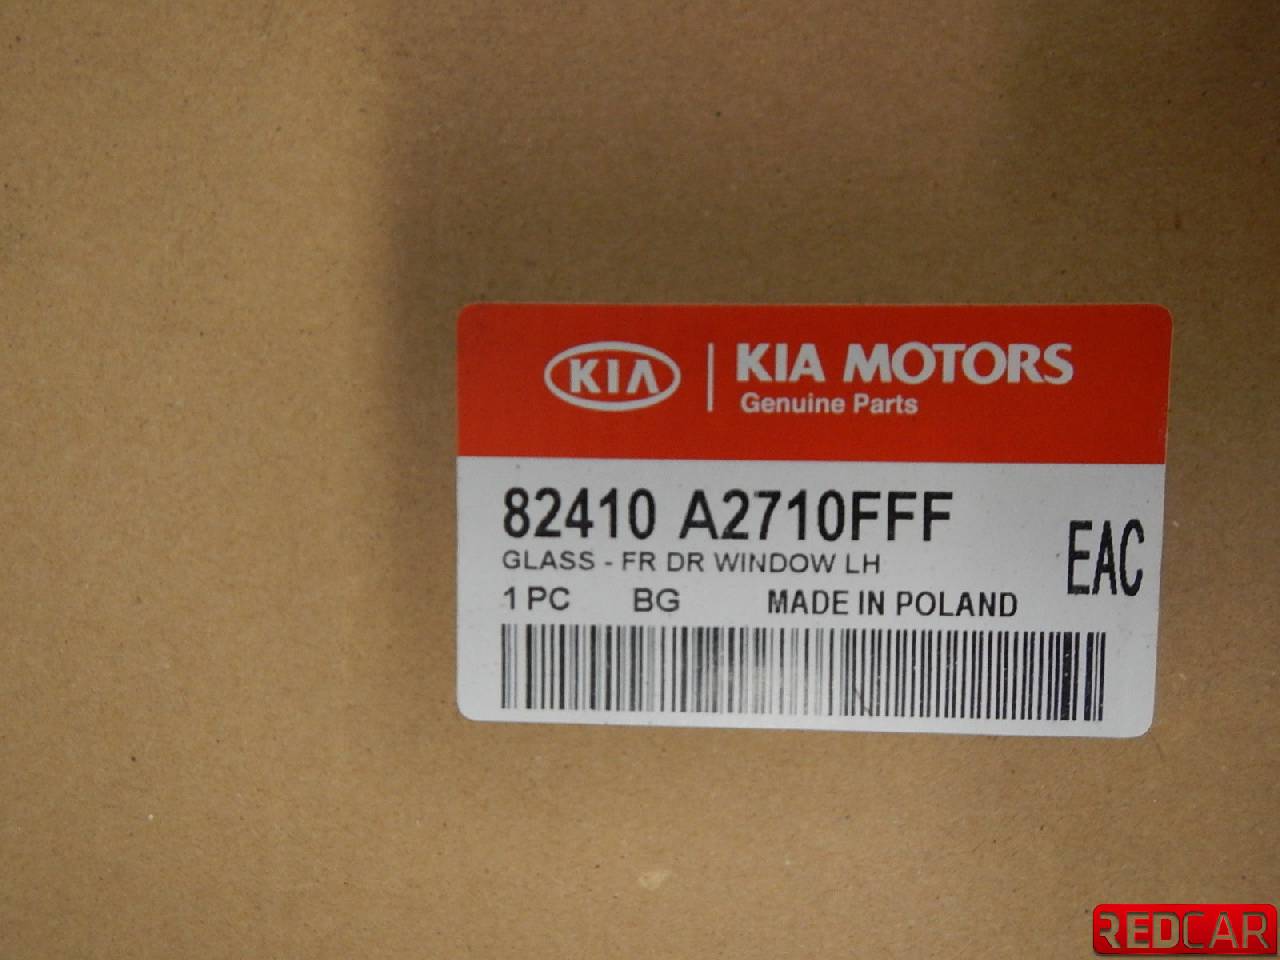 KIA
KIA MOTORS
Genuine Parts
82410 A2710FFF
GLASS - FR DR WINDOW LH
EAC
1 PC BG MADE IN POLAND
REDCAR